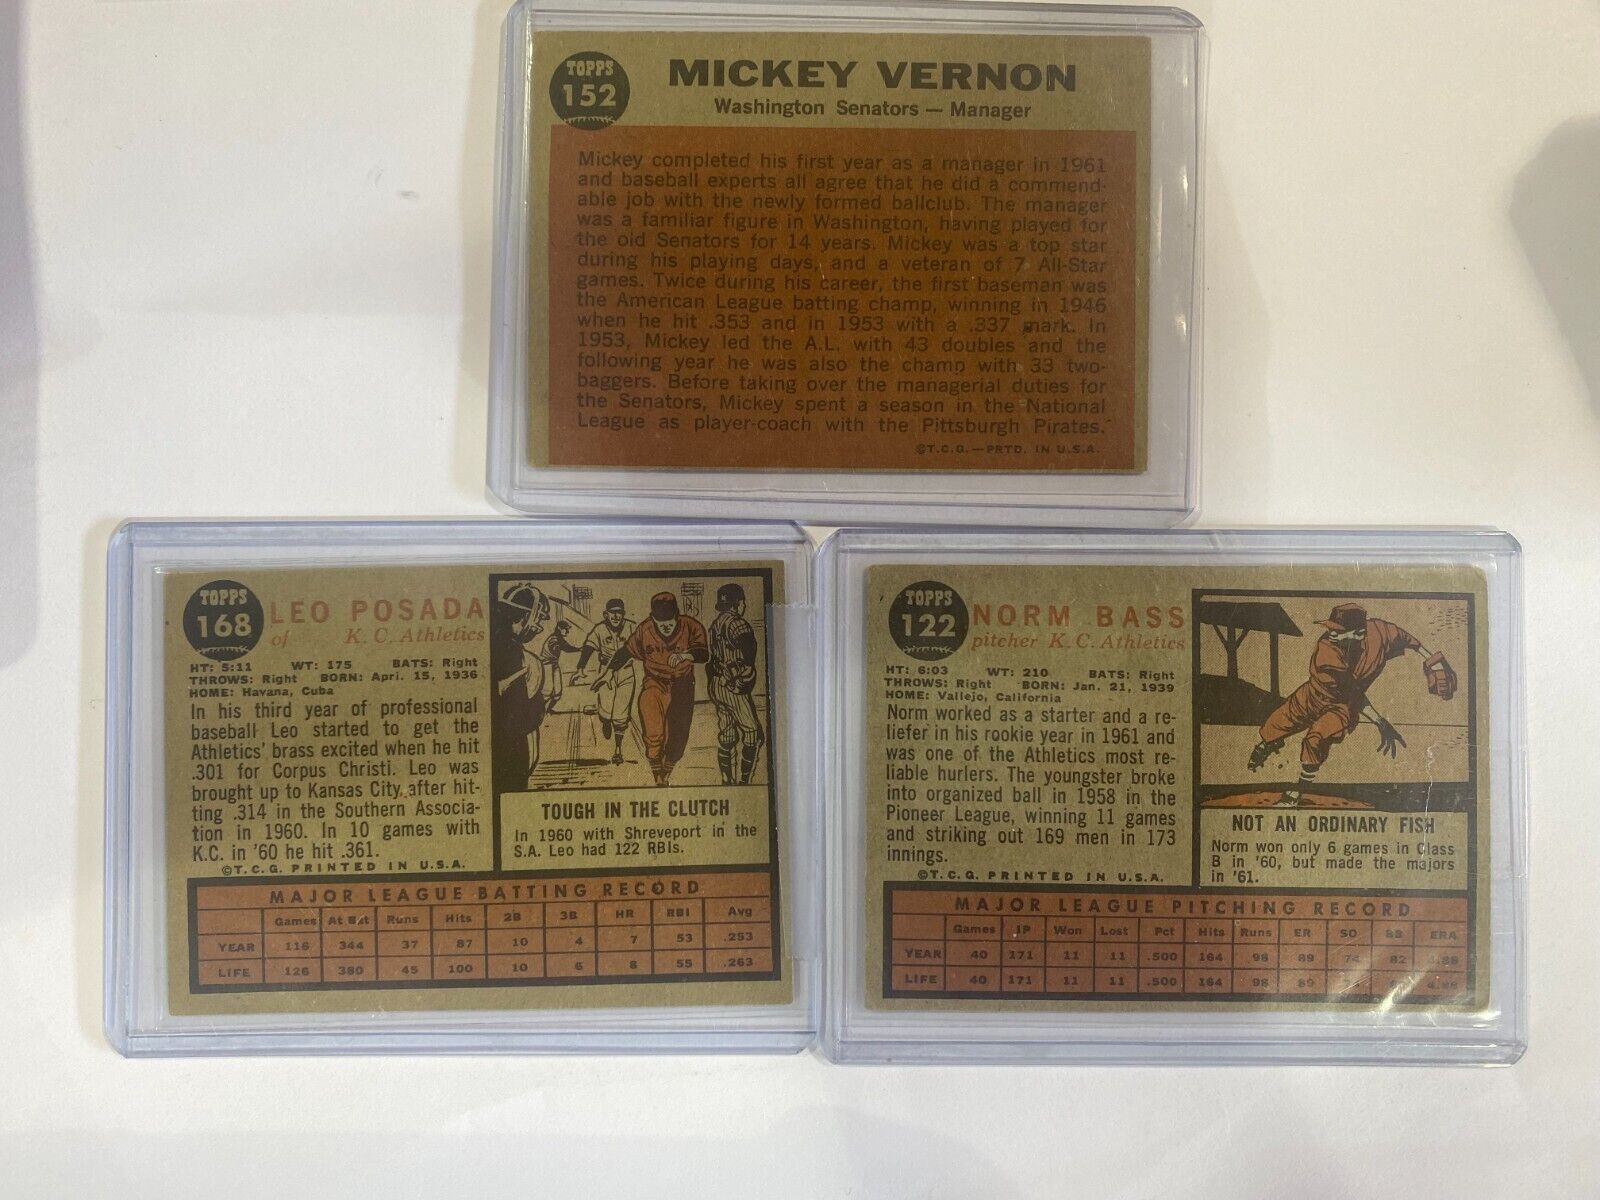 TOPPS
152
MICKEY VERNON
Washington Senators — Manager
Mickey completed his first year as a manager in 1961
and baseball experts all agree that he did a commend-
able job with the newly formed ballclub. The manager
was a familiar figure in Washington, having played for
the old Senators for 14 years. Mickey was a top star
during his playing days, and a veteran of 7 All-Star
games. Twice during his career, the first baseman was
the American League batting champ, winning in 1946
when he hit .353 and in 1953 with a .337 mark. In
1953, Mickey led the A.L. with 43 doubles and the
following year he was also the champ with 33 two-
baggers. Before taking over the managerial duties for
the Senators, Mickey spent a season in the National
League as player-coach with the Pittsburgh Pirates.
©T.C.G.—PRTD. IN U.S.A.
TOPPS
168
LEO POSADA
of K. C. Athletics
HT: 5:11 WT: 175 BATS: Right
THROWS: Right BORN: Apri. 15, 1936
HOME: Havana, Cuba
In his third year of professional
baseball Leo started to get the
Athletics' brass excited when he hit
.301 for Corpus Christi. Leo was
brought up to Kansas City after hit-
ting .314 in the Southern Associa-
tion in 1960. In 10 games with
K.C. in '60 he hit .361.
©T.C.G. PRINTED IN U.S.A.
TOUGH IN THE CLUTCH
In 1960 with Shreveport in the
S.A. Leo had 122 RBIs.
MAJOR LEAGUE BATTING RECORD
Games At Bat Runs Hits 2B 3B HR RBI Avg
YEAR 116 344 37 87 10 4 7 53 .253
LIFE 126 380 45 100 10 6 8 55 .263
TOPPS
122
NORM BASS
pitcher K. C. Athletics
HT: 6:03 WT: 210 BATS: Right
THROWS: Right BORN: Jan. 21, 1939
HOME: Vallejo, California
Norm worked as a starter and a re-
liefer in his rookie year in 1961 and
was one of the Athletics most re-
liable hurlers. The youngster broke
into organized ball in 1958 in the
Pioneer League, winning 11 games
and striking out 169 men in 173
innings.
©T.C.G. PRINTED IN U.S.A.
NOT AN ORDINARY FISH
Norm won only 6 games in Class
B in '60, but made the majors
in '61.
MAJOR LEAGUE PITCHING RECORD
Games IP Won Lost Pct Hits Runs ER SO BB ERA
YEAR 40 171 11 11 .500 164 98 89 74 82 4.68
LIFE 40 171 11 11 .500 164 98 89